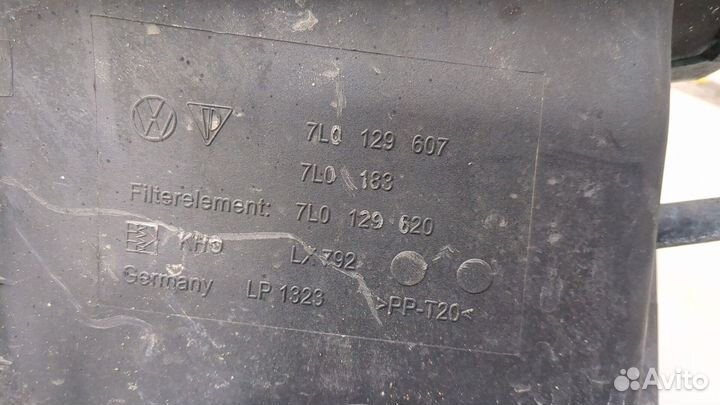 7L0 129 607
7L0 183
Filterelement: 7L0 129 620
LX 792
Germany LP 1323 >PP-T20<
Avito